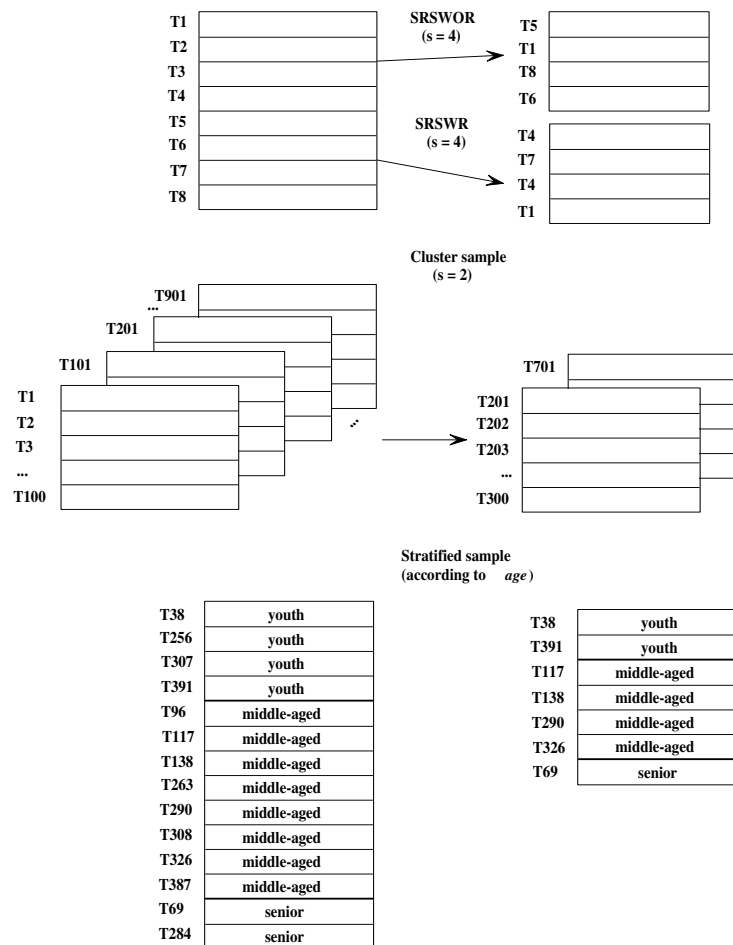 SRSWOR
(s = 4)
T1
T2
T3
T4
T5
T6
T7
T8
T5
T1
T8
T6
SRSWR
(s = 4)
T4
T7
T4
T1
Cluster sample
(s = 2)
T901
...
T201
T101
T1
T2
T3
...
T100
...
T701
T201
T202
T203
...
T300
Stratified sample
(according to age)
T38 youth
T256 youth
T307 youth
T391 youth
T96 middle-aged
T117 middle-aged
T138 middle-aged
T263 middle-aged
T290 middle-aged
T308 middle-aged
T326 middle-aged
T387 middle-aged
T69 senior
T284 senior
T38 youth
T391 youth
T117 middle-aged
T138 middle-aged
T290 middle-aged
T326 middle-aged
T69 senior